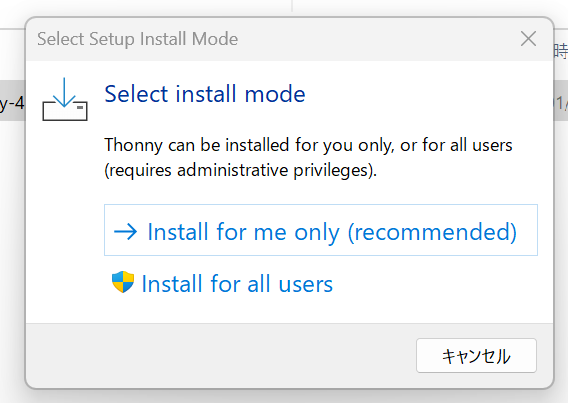 Select Setup Install Mode
時
Select install mode
y-4
Thonny can be installed for you only, or for all users
(requires administrative privileges).
Install for me only (recommended)
Install for all users
キャンセル